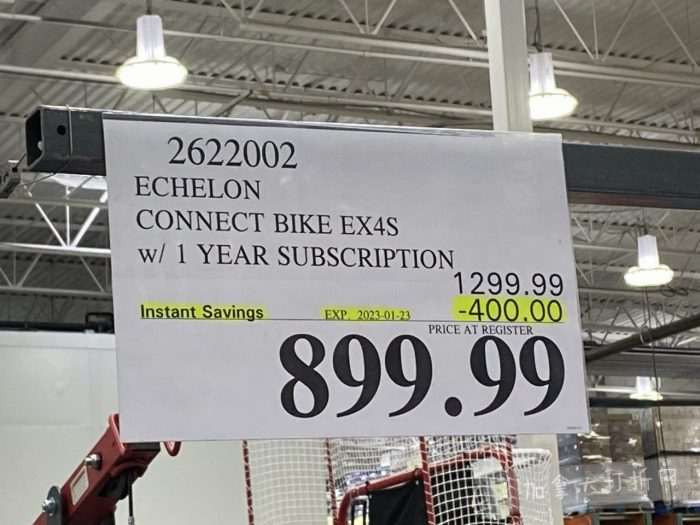 2622002
ECHELON
CONNECT BIKE EX4S
w/ 1 YEAR SUBSCRIPTION
1299.99
Instant Savings EXP. 2023-01-23 -400.00
PRICE AT REGISTER
899.99
加拿大打折网